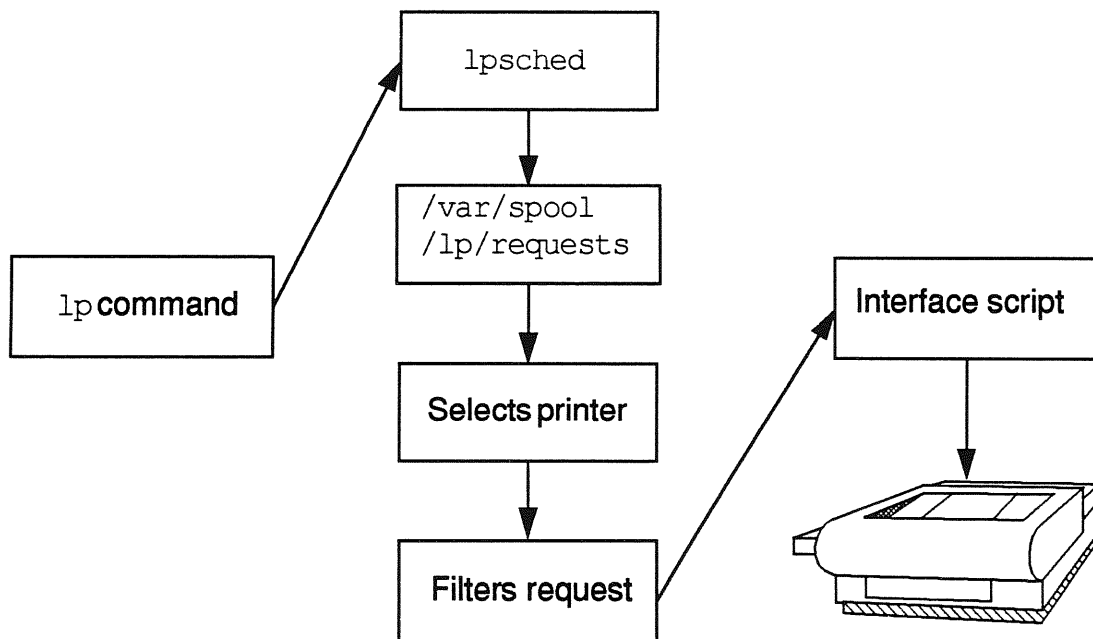 lpsched
/var/spool
/lp/requests
lp command
Interface script
Selects printer
Filters request